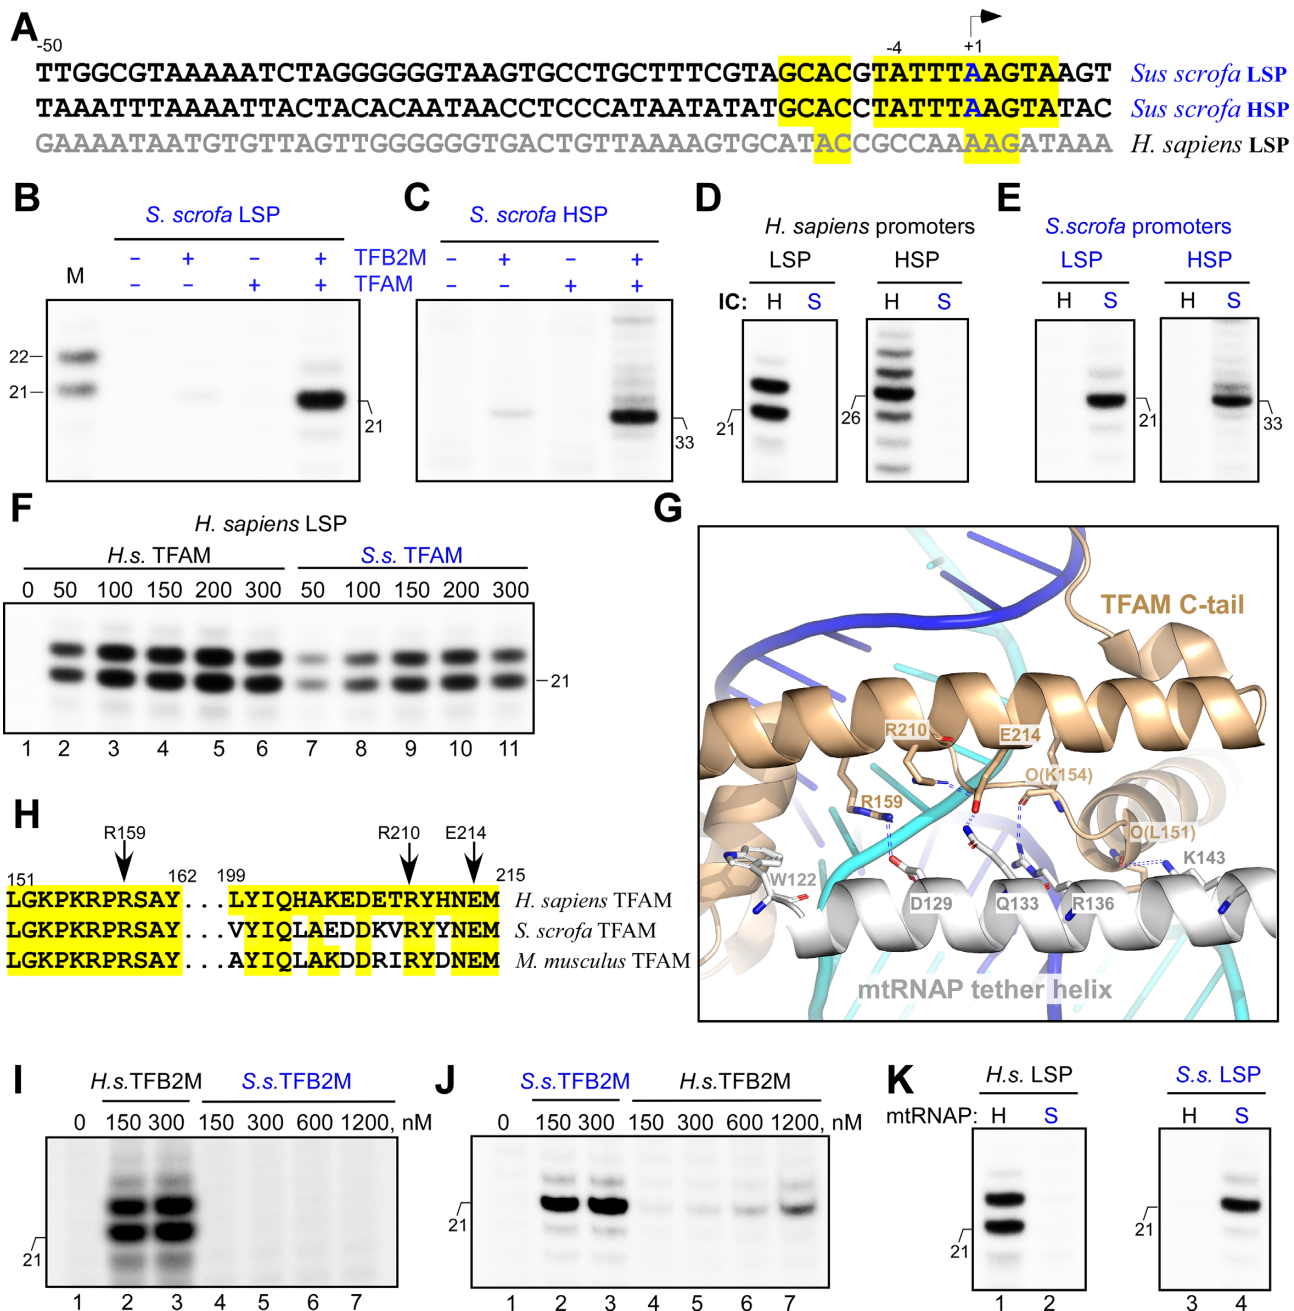 A
-50
-4
+1
TTGGCGTAAAAATCTAGGGGGGTAAGTGCCTGCTTTCGTAGCACGTATTTAAGTAAGT
Sus scrofa LSP
TAAATTTAAAATTACTACACAATAACCTCCCATAATATATGCACCTATTTAAGTATAC
Sus scrofa HSP
GAAAATAATGTGTTAGTTGGGGGGTGACTGTTAAAAGTGCATACCGCCAAAAGATAAA
H. sapiens LSP
B
S. scrofa LSP
M
- + - + TFB2M
- - + + TFAM
22
21
21
C
S. scrofa HSP
- + - +
- - + +
33
D
H. sapiens promoters
LSP HSP
IC: H S H S
21
26
E
S.scrofa promoters
LSP HSP
H S H S
21
33
F
H. sapiens LSP
H.s. TFAM S.s. TFAM
0 50 100 150 200 300 50 100 150 200 300
21
1 2 3 4 5 6 7 8 9 10 11
G
TFAM C-tail
R210
E214
O(K154)
R159
O(L151)
W122
K143
D129
Q133
R136
mtRNAP tether helix
H
R159 R210 E214
151 162 199 215
LGKPKRPRSAY...LYIQHAKEDETRYHNEM H. sapiens TFAM
LGKPKRPRSAY...VYIQLAEDDKVRYYNEM S. scrofa TFAM
LGKPKRPRSAY...AYIQLAKDDRIRYDNEM M. musculus TFAM
I
H.s.TFB2M S.s.TFB2M
0 150 300 150 300 600 1200, nM
21
1 2 3 4 5 6 7
J
S.s.TFB2M H.s.TFB2M
0 150 300 150 300 600 1200, nM
21
1 2 3 4 5 6 7
K
H.s. LSP S.s. LSP
mtRNAP: H S H S
21
21
1 2 3 4